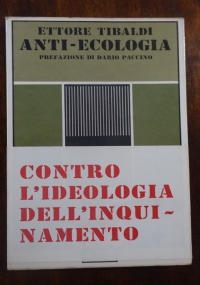 ETTORE TIBALDI
ANTI-ECOLOGIA
PREFAZIONE DI DARIO PACCINO
CONTRO
L'IDEOLOGIA
DELL'INQUI-
NAMENTO